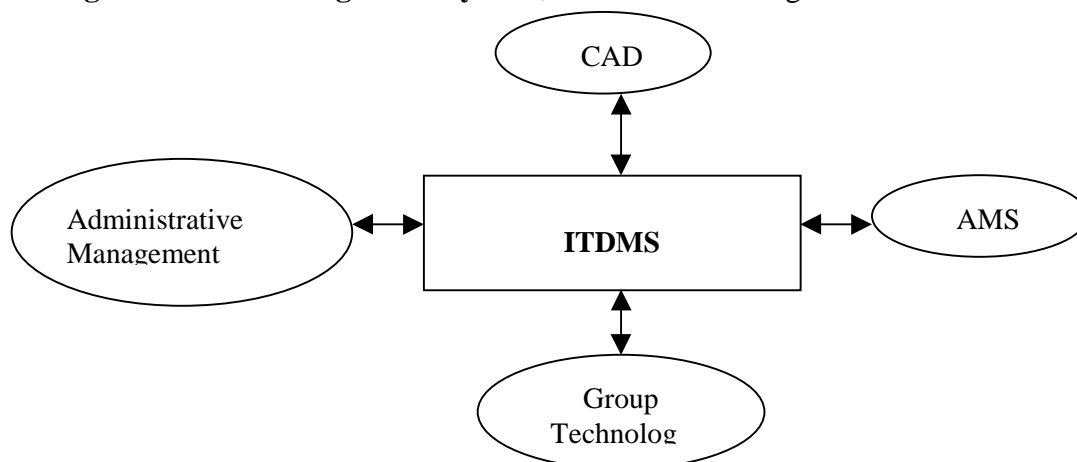 CAD
Administrative
Management
ITDMS
AMS
Group
Technolog